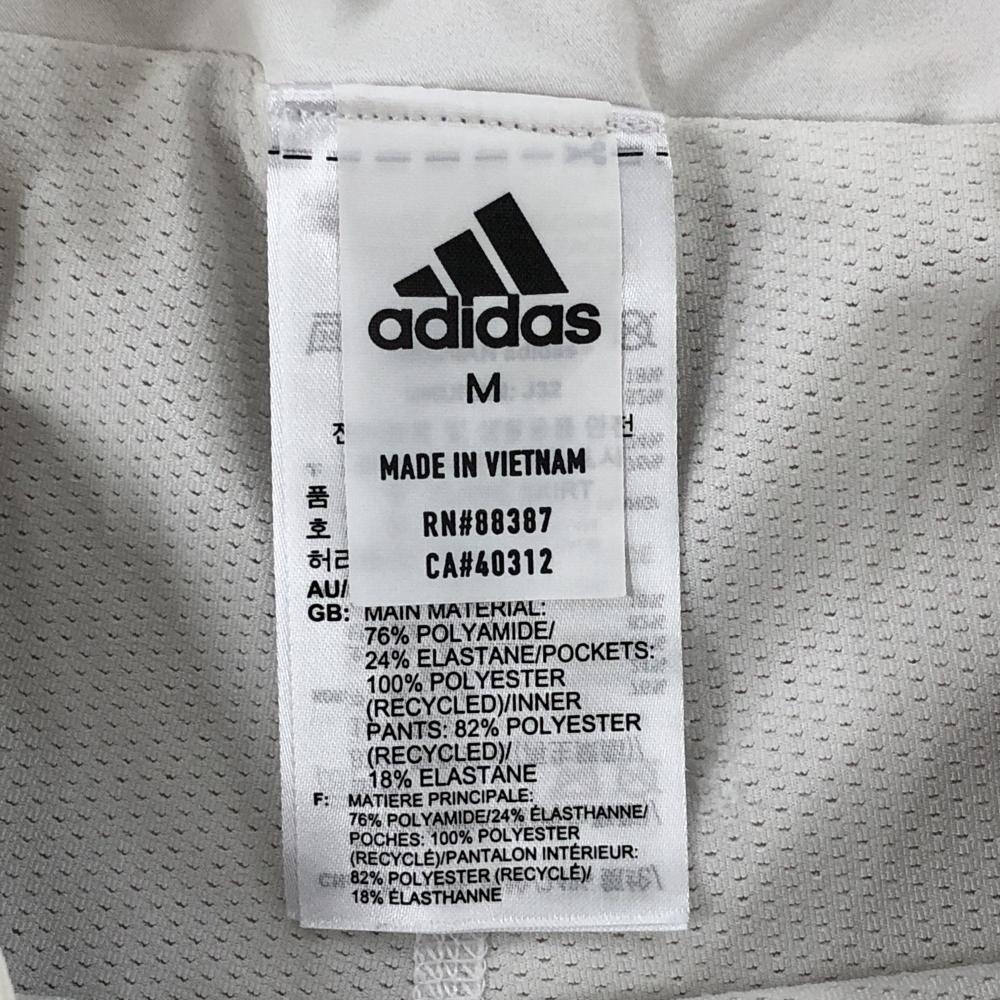 adidas
M
MADE IN VIETNAM
RN#88387
CA#40312
품
호
허리
AU/
GB: MAIN MATERIAL:
76% POLYAMIDE/
24% ELASTANE/POCKETS:
100% POLYESTER
(RECYCLED)/INNER
PANTS: 82% POLYESTER
(RECYCLED)/
18% ELASTANE
F: MATIERE PRINCIPALE:
76% POLYAMIDE/24% ÉLASTHANNE/
POCHES: 100% POLYESTER
(RECYCLÉ)/PANTALON INTÉRIEUR:
82% POLYESTER (RECYCLÉ)/
18% ÉLASTHANNE